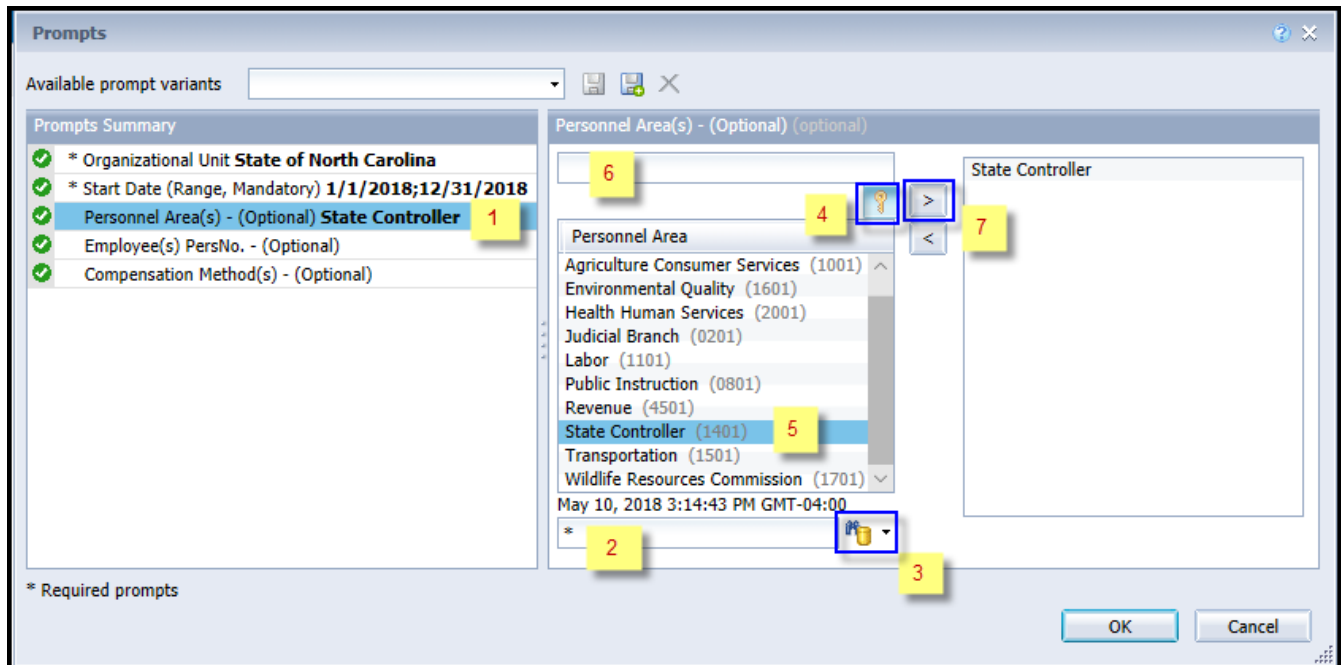 Prompts
Available prompt variants
Prompts Summary
* Organizational Unit State of North Carolina
* Start Date (Range, Mandatory) 1/1/2018;12/31/2018
Personnel Area(s) - (Optional) State Controller 1
Employee(s) PersNo. - (Optional)
Compensation Method(s) - (Optional)
Personnel Area(s) - (Optional) (optional)
6
4
>
7
<
Personnel Area
Agriculture Consumer Services (1001)
Environmental Quality (1601)
Health Human Services (2001)
Judicial Branch (0201)
Labor (1101)
Public Instruction (0801)
Revenue (4501)
State Controller (1401) 5
Transportation (1501)
Wildlife Resources Commission (1701)
May 10, 2018 3:14:43 PM GMT-04:00
* 2
3
State Controller
* Required prompts
OK Cancel